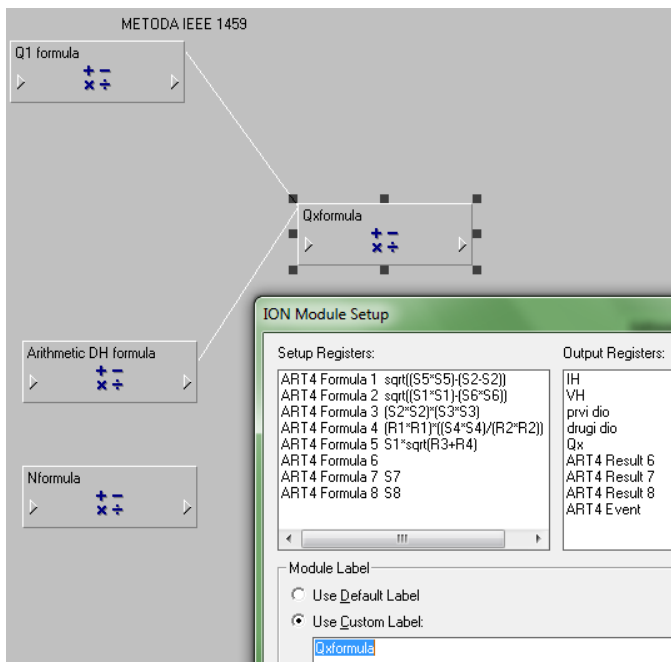 METODA IEEE 1459
Q1 formula
Qxformula
Arithmetic DH formula
Nformula
ION Module Setup
Setup Registers:
ART4 Formula 1 sqrt((S5*S5)-(S2-S2))
ART4 Formula 2 sqrt((S1*S1)-(S6*S6))
ART4 Formula 3 (S2*S2)*(S3*S3)
ART4 Formula 4 (R1*R1)*((S4*S4)/(R2*R2))
ART4 Formula 5 S1*sqrt(R3+R4)
ART4 Formula 6
ART4 Formula 7 S7
ART4 Formula 8 S8
Output Registers:
IH
VH
prvi dio
drugi dio
Qx
ART4 Result 6
ART4 Result 7
ART4 Result 8
ART4 Event
Module Label
Use Default Label
Use Custom Label:
Qxformula